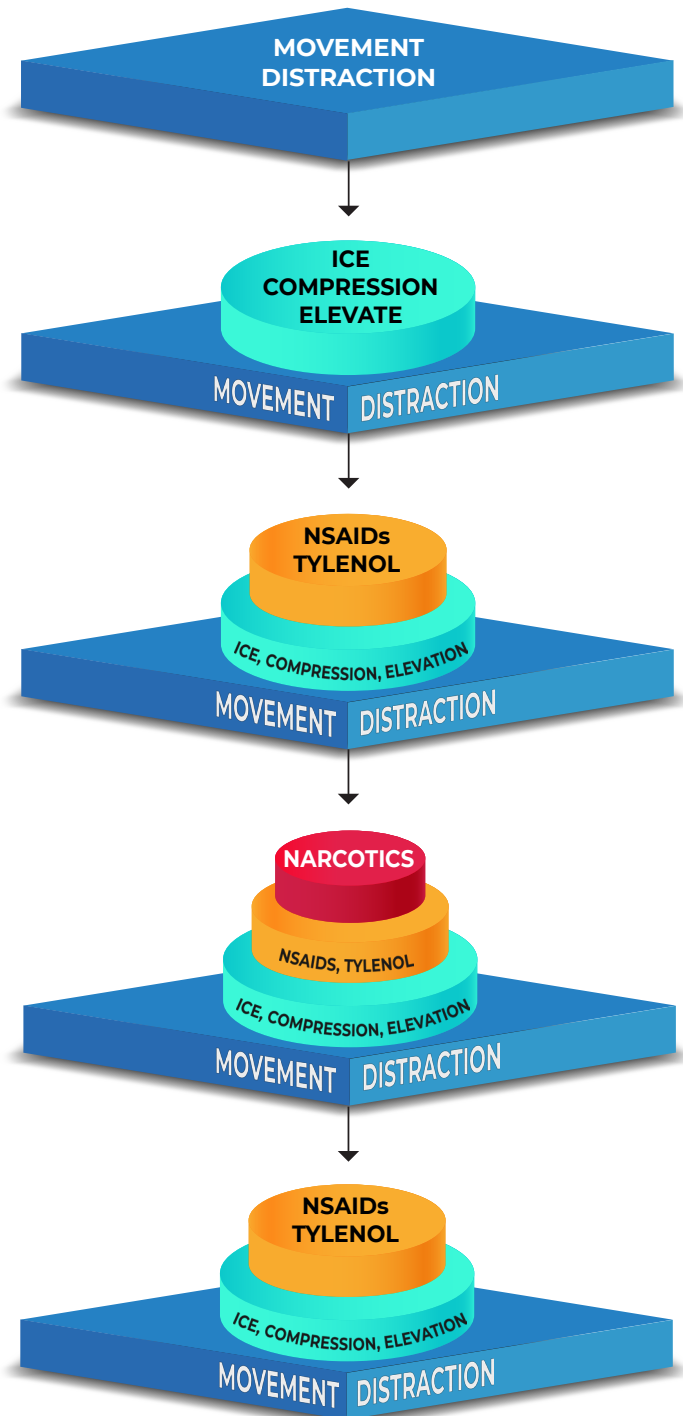 MOVEMENT
DISTRACTION
ICE
COMPRESSION
ELEVATE
MOVEMENT DISTRACTION
NSAIDs
TYLENOL
ICE, COMPRESSION, ELEVATION
MOVEMENT DISTRACTION
NARCOTICS
NSAIDS, TYLENOL
ICE, COMPRESSION, ELEVATION
MOVEMENT DISTRACTION
NSAIDs
TYLENOL
ICE, COMPRESSION, ELEVATION
MOVEMENT DISTRACTION